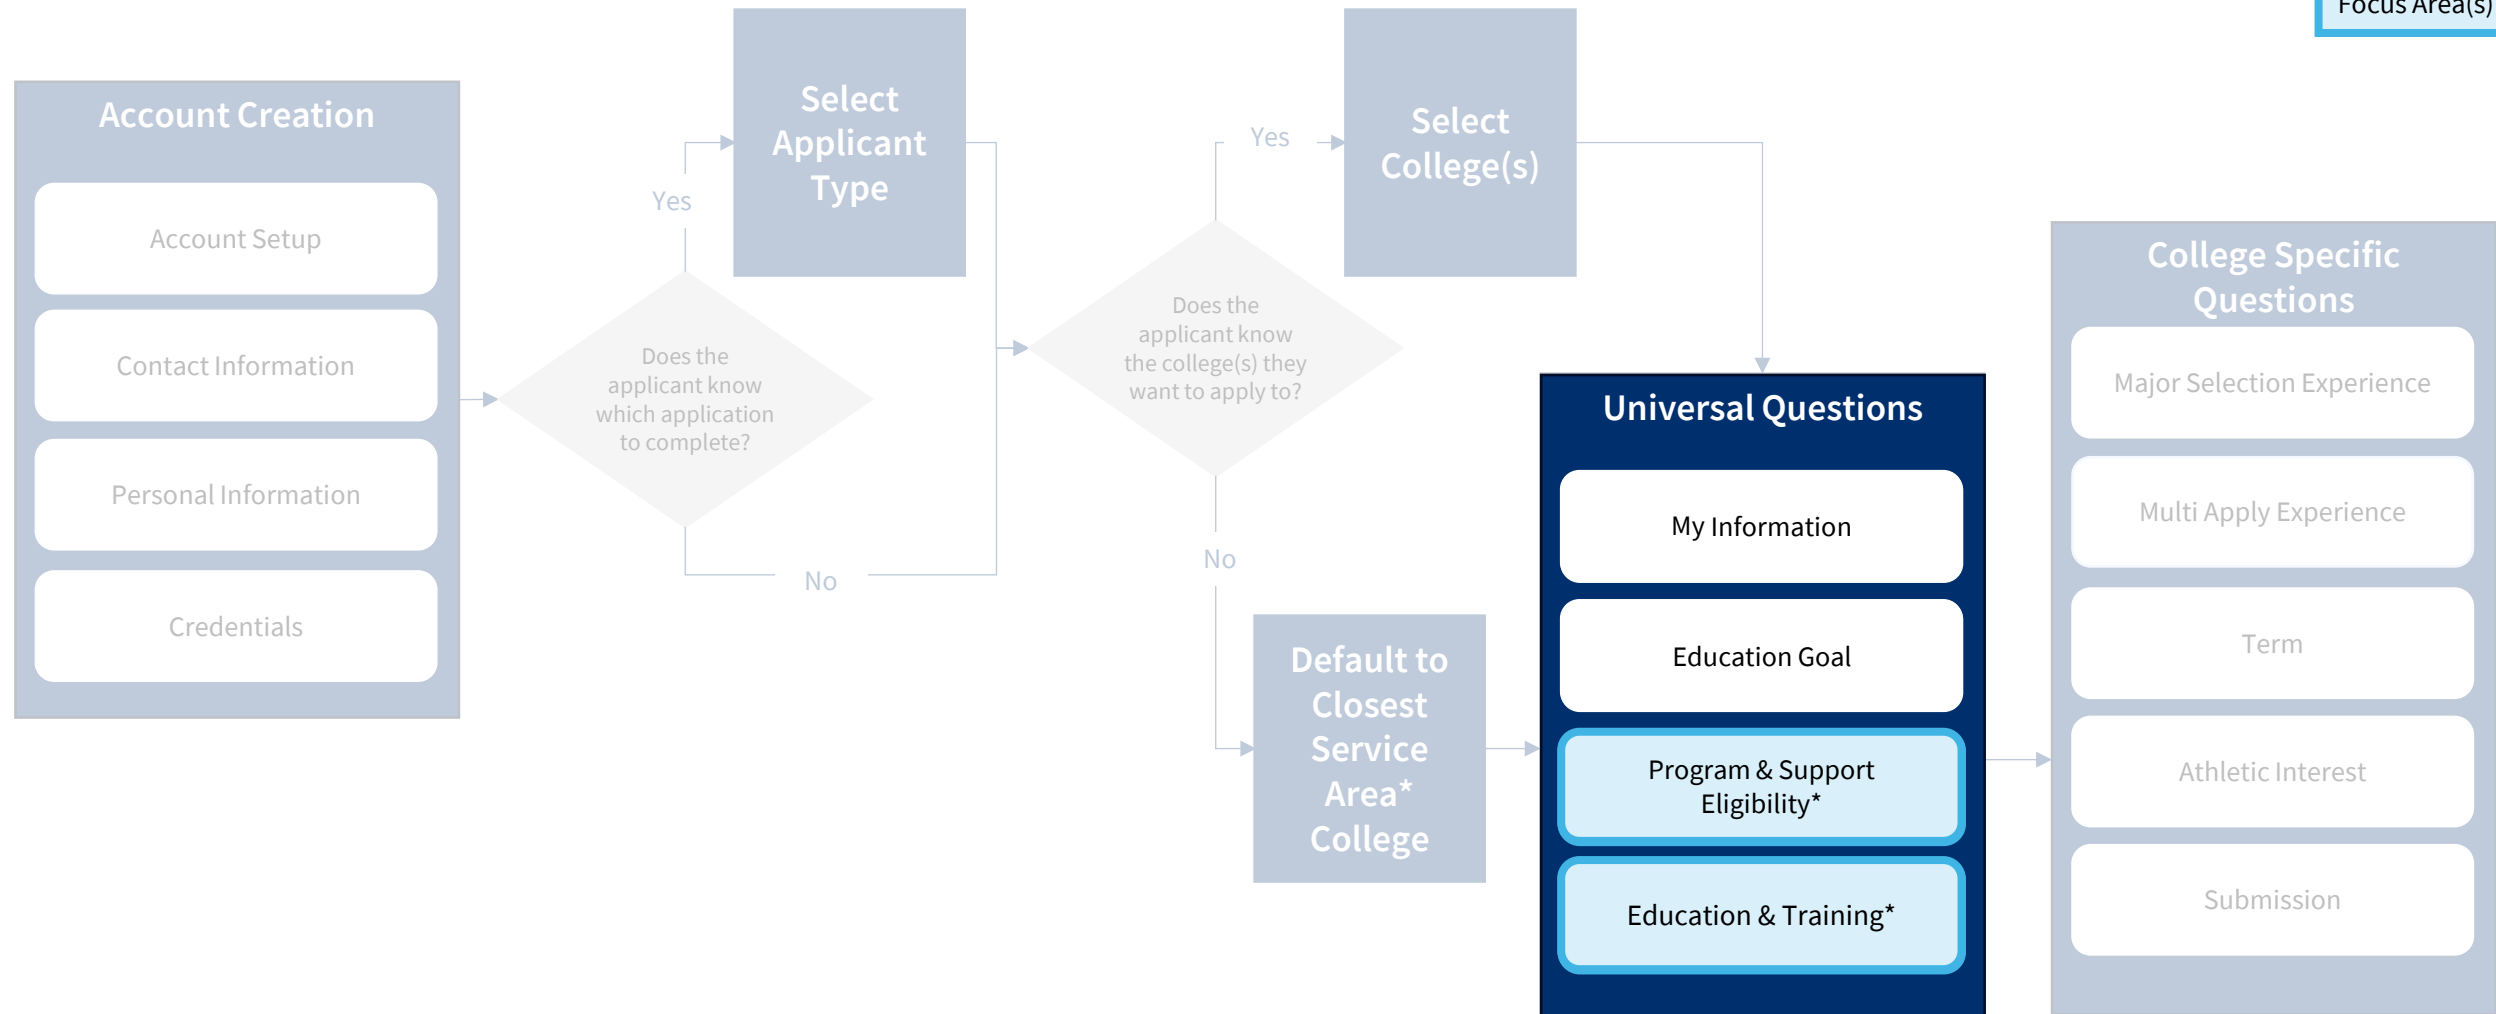 Focus Area(s)
Account Creation
Account Setup
Contact Information
Personal Information
Credentials
Does the
applicant know
which application
to complete?
Yes
No
Select
Applicant
Type
Does the
applicant know
the college(s) they
want to apply to?
Yes
No
Select
College(s)
Default to
Closest
Service
Area*
College
Universal Questions
My Information
Education Goal
Program & Support
Eligibility*
Education & Training*
College Specific
Questions
Major Selection Experience
Multi Apply Experience
Term
Athletic Interest
Submission